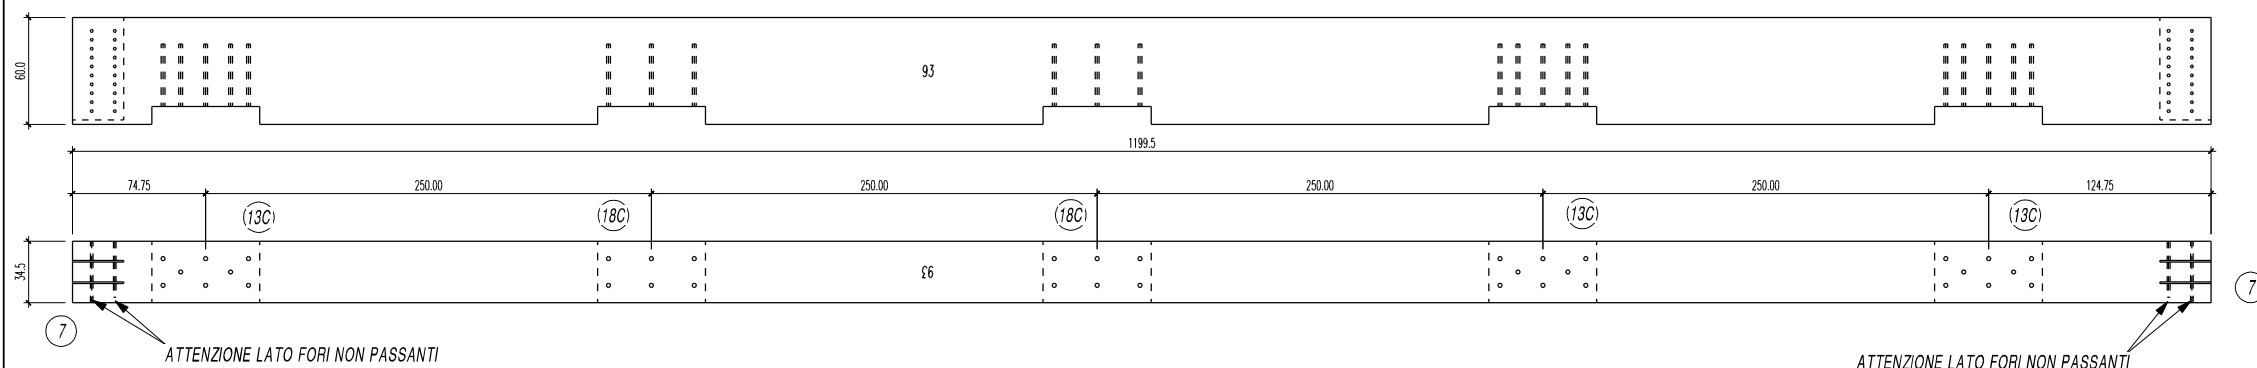 60.0
93
1199.5
74.75
250.00
250.00
250.00
250.00
124.75
(13C)
(18C)
(18C)
(13C)
(13C)
34.5
93
7
7
ATTENZIONE LATO FORI NON PASSANTI
ATTENZIONE LATO FORI NON PASSANTI